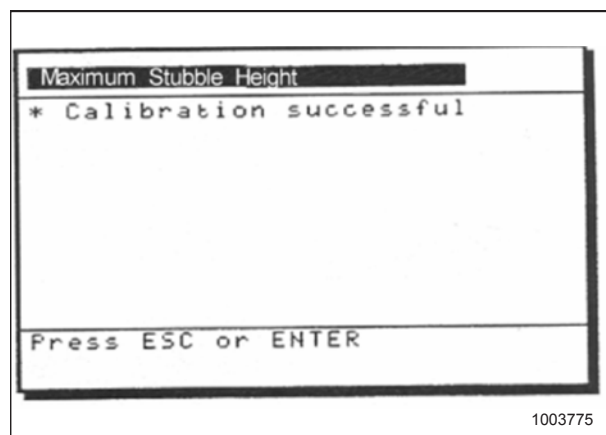 Maximum Stubble Height
* Calibration successful
Press ESC or ENTER
1003775